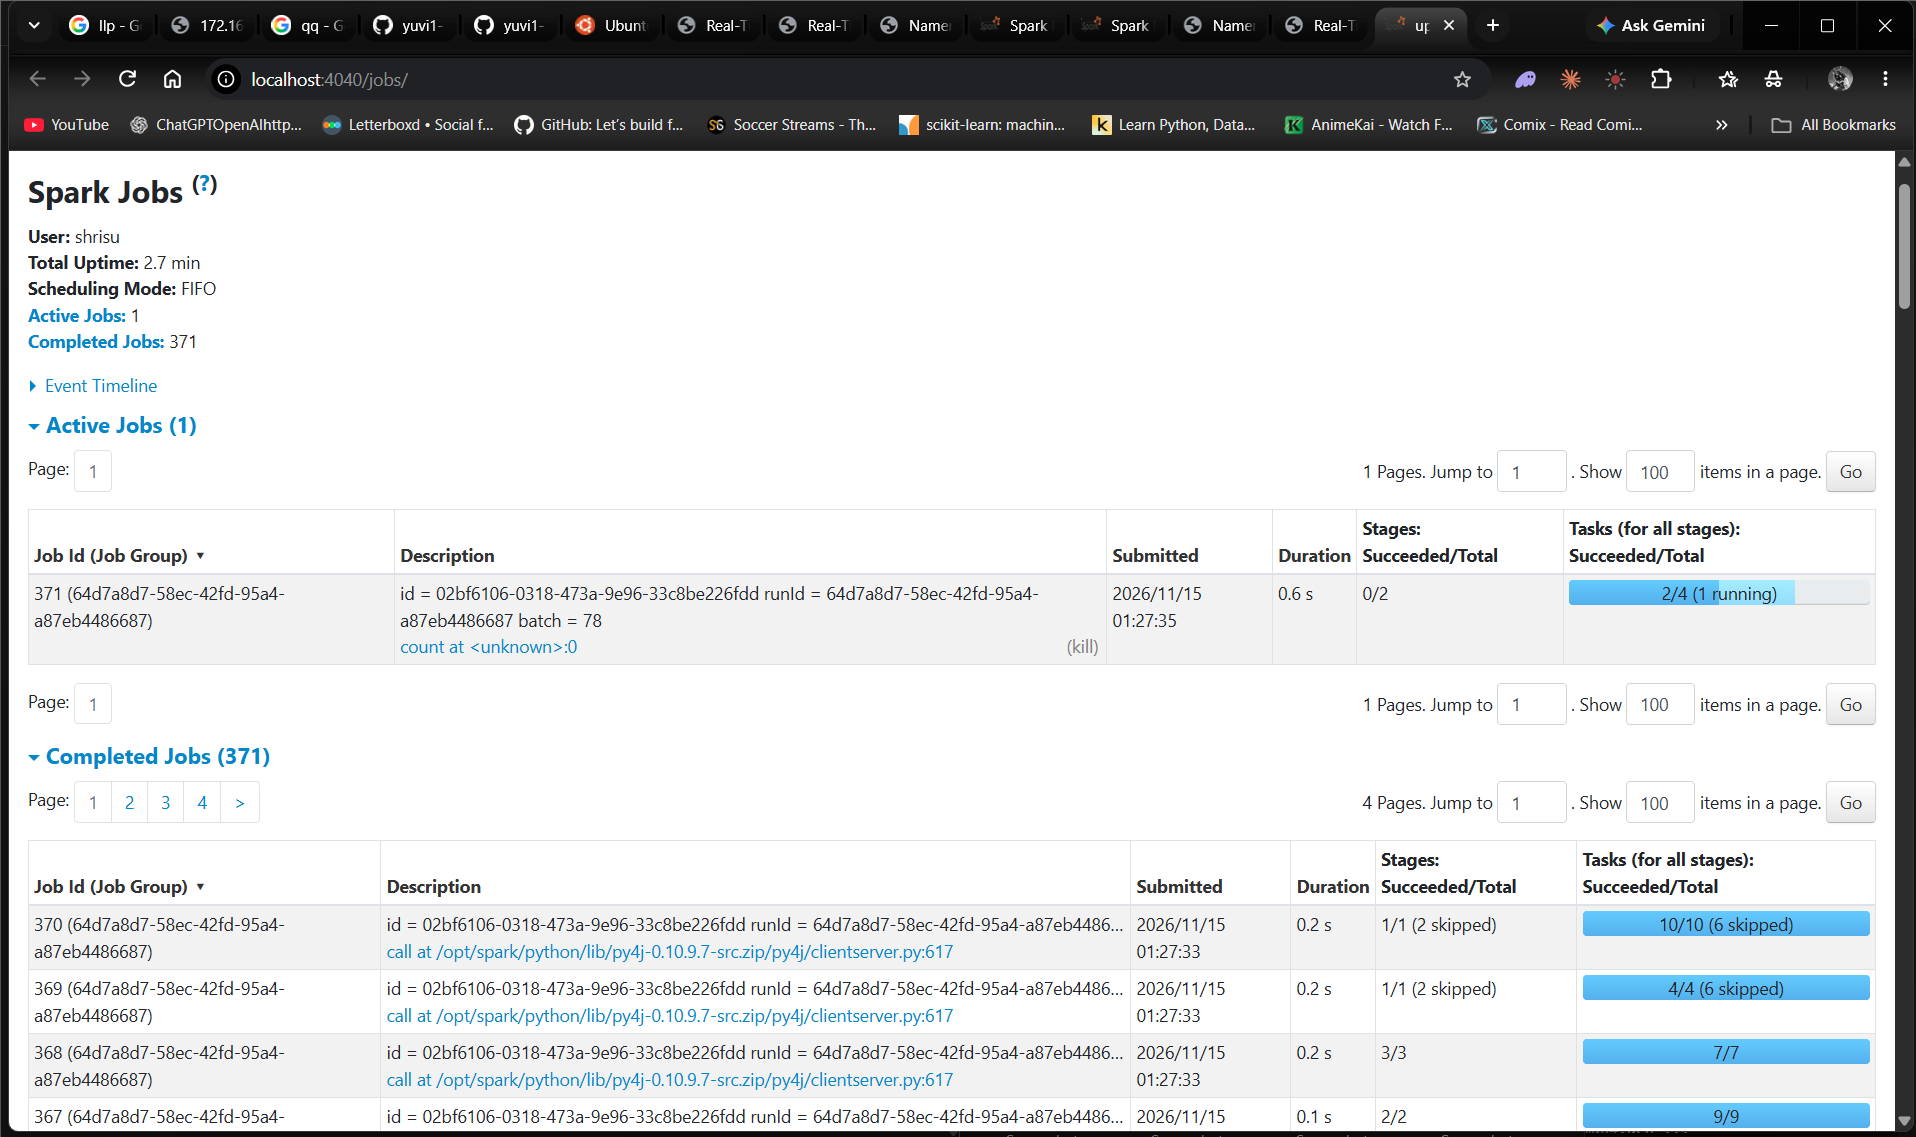 llp - G
172.16
qq - G
yuvi1-
yuvi1-
Ubunt
Real-T
Real-T
Name
Spark
Spark
Name
Real-T
up
Ask Gemini
localhost:4040/jobs/
YouTube
ChatGPTOpenAIhttp...
Letterboxd • Social f...
GitHub: Let's build f...
Soccer Streams - Th...
scikit-learn: machin...
Learn Python, Data...
AnimeKai - Watch F...
Comix - Read Comi...
All Bookmarks
Spark Jobs (?)
User: shrisu
Total Uptime: 2.7 min
Scheduling Mode: FIFO
Active Jobs: 1
Completed Jobs: 371
Event Timeline
Active Jobs (1)
Page: 1
1 Pages. Jump to 1 . Show 100 items in a page. Go
Job Id (Job Group) ▾ Description Submitted Duration Stages: Succeeded/Total Tasks (for all stages): Succeeded/Total
371 (64d7a8d7-58ec-42fd-95a4-
a87eb4486687)
id = 02bf6106-0318-473a-9e96-33c8be226fdd runId = 64d7a8d7-58ec-42fd-95a4-
a87eb4486687 batch = 78
count at <unknown>:0 (kill)
2026/11/15
01:27:35
0.6 s
0/2
2/4 (1 running)
Page: 1
1 Pages. Jump to 1 . Show 100 items in a page. Go
Completed Jobs (371)
Page: 1 2 3 4 >
4 Pages. Jump to 1 . Show 100 items in a page. Go
Job Id (Job Group) ▾ Description Submitted Duration Stages: Succeeded/Total Tasks (for all stages): Succeeded/Total
370 (64d7a8d7-58ec-42fd-95a4-
a87eb4486687)
id = 02bf6106-0318-473a-9e96-33c8be226fdd runId = 64d7a8d7-58ec-42fd-95a4-a87eb4486...
call at /opt/spark/python/lib/py4j-0.10.9.7-src.zip/py4j/clientserver.py:617
2026/11/15
01:27:33
0.2 s
1/1 (2 skipped)
10/10 (6 skipped)
369 (64d7a8d7-58ec-42fd-95a4-
a87eb4486687)
id = 02bf6106-0318-473a-9e96-33c8be226fdd runId = 64d7a8d7-58ec-42fd-95a4-a87eb4486...
call at /opt/spark/python/lib/py4j-0.10.9.7-src.zip/py4j/clientserver.py:617
2026/11/15
01:27:33
0.2 s
1/1 (2 skipped)
4/4 (6 skipped)
368 (64d7a8d7-58ec-42fd-95a4-
a87eb4486687)
id = 02bf6106-0318-473a-9e96-33c8be226fdd runId = 64d7a8d7-58ec-42fd-95a4-a87eb4486...
call at /opt/spark/python/lib/py4j-0.10.9.7-src.zip/py4j/clientserver.py:617
2026/11/15
01:27:33
0.2 s
3/3
7/7
367 (64d7a8d7-58ec-42fd-95a4-
id = 02bf6106-0318-473a-9e96-33c8be226fdd runId = 64d7a8d7-58ec-42fd-95a4-a87eb4486...
2026/11/15
0.1 s
2/2
9/9